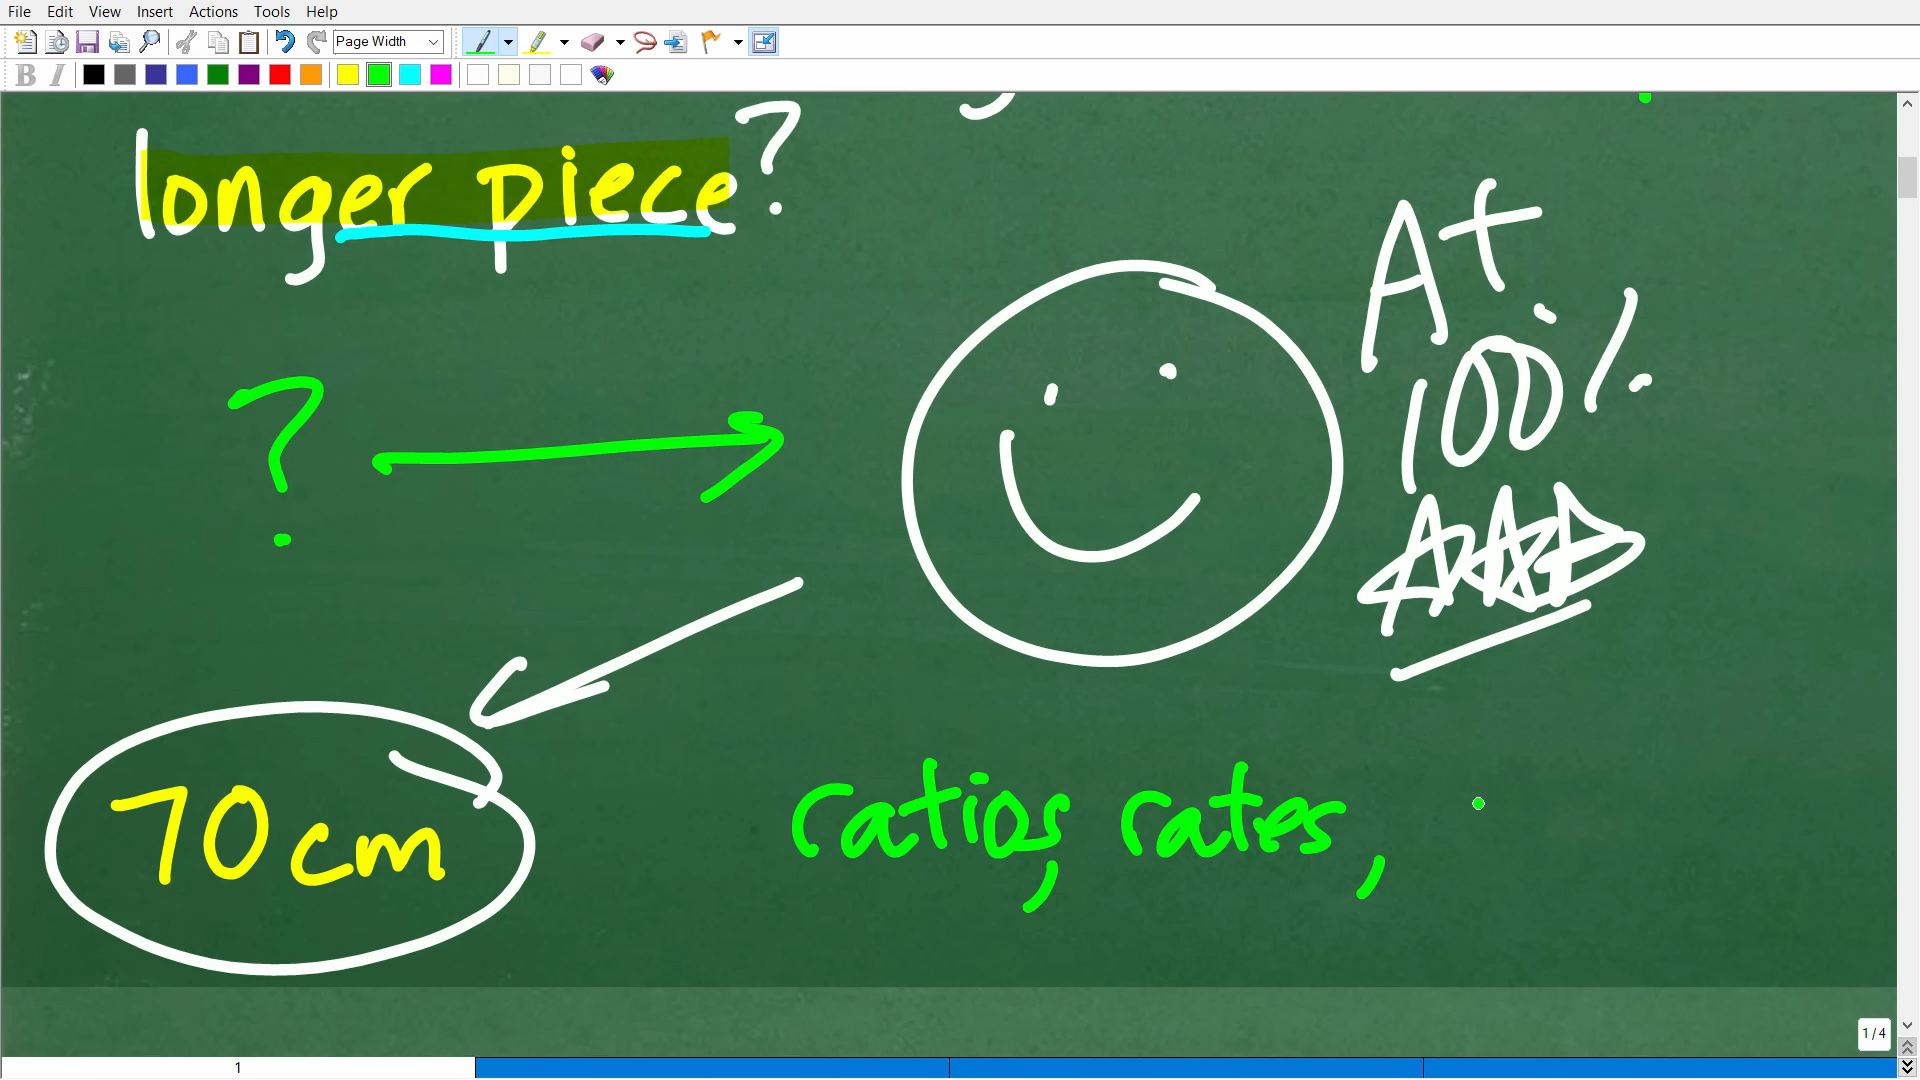 File Edit View Insert Actions Tools Help
Page Width
B I
longer piece?
A+
100%
?
70 cm
ratios, rates,
1 / 4
1